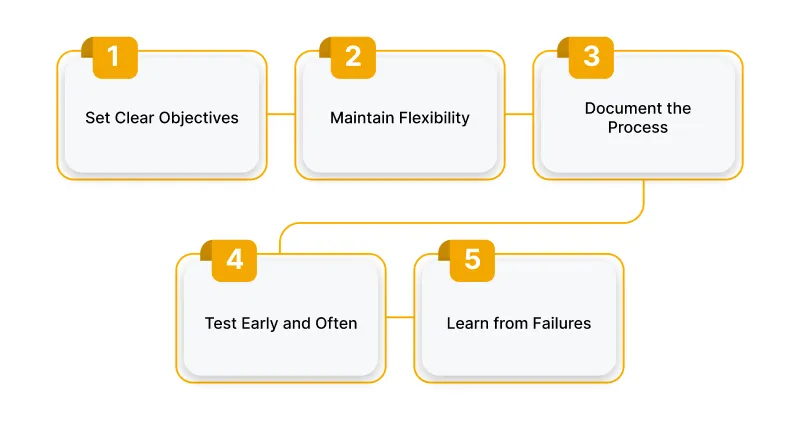 1
Set Clear Objectives
2
Maintain Flexibility
3
Document the
Process
4
Test Early and Often
5
Learn from Failures